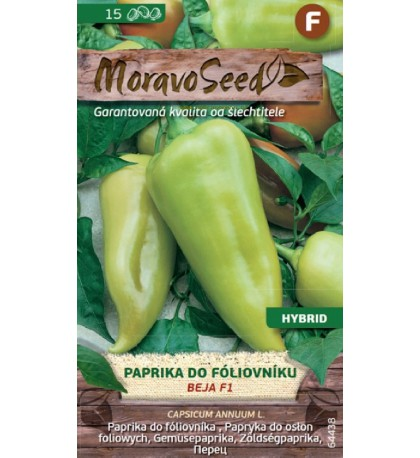 15
F
MoravoSeed
Garantovaná kvalita od šlechtitele
HYBRID
PAPRIKA DO FÓLIOVNÍKU
BEJA F1
CAPSICUM ANNUUM L.
Paprika do fóliovníka , Papryka do osłon
foliowych, Gemüsepaprika, Zöldségpaprika,
Перец
64438